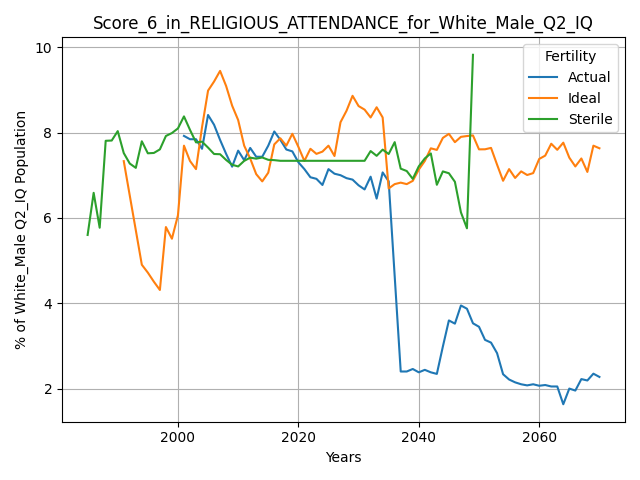 Score_6_in_RELIGIOUS_ATTENDANCE_for_White_Male_Q2_IQ
10
8
6
4
2
% of White_Male Q2_IQ Population
Fertility
Actual
Ideal
Sterile
2000
2020
2040
2060
Years